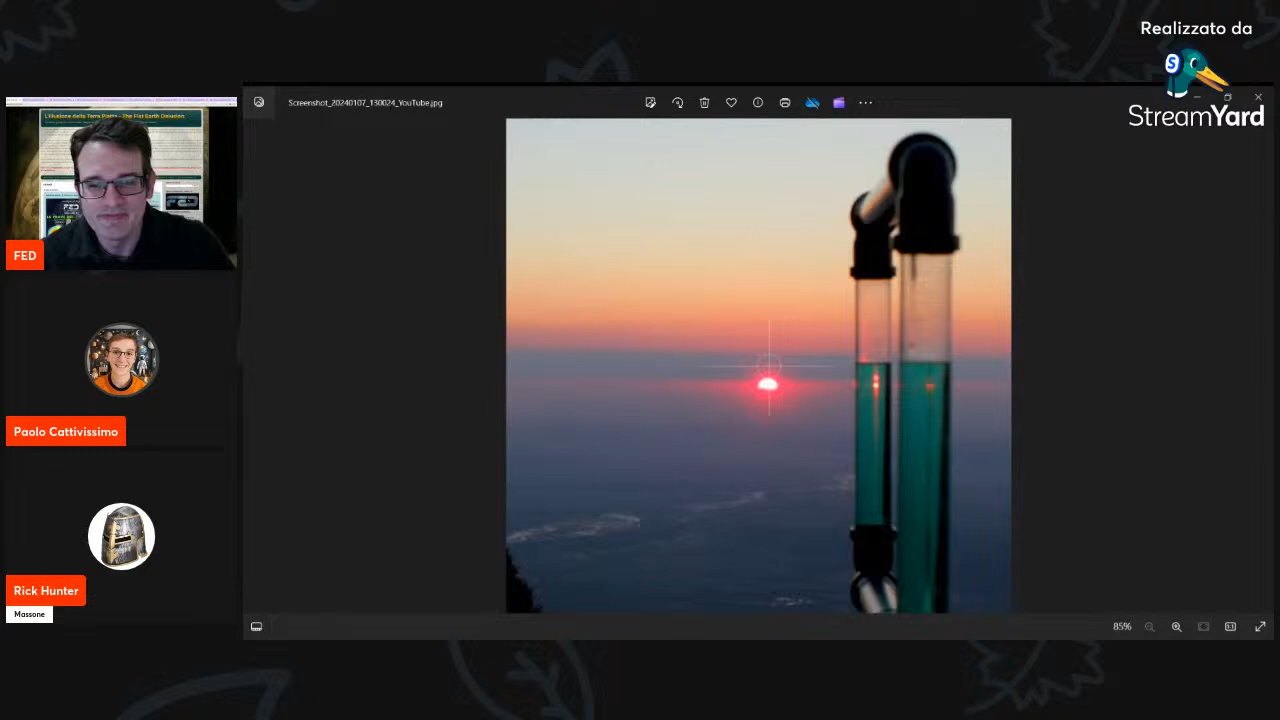 Realizzato da
StreamYard
Screenshot_20240107_130024_YouTube.jpg
L'Illusione della Terra Piatta - The Flat Earth Delusion
FED
FED
Paolo Cattivissimo
Rick Hunter
Massone
85%